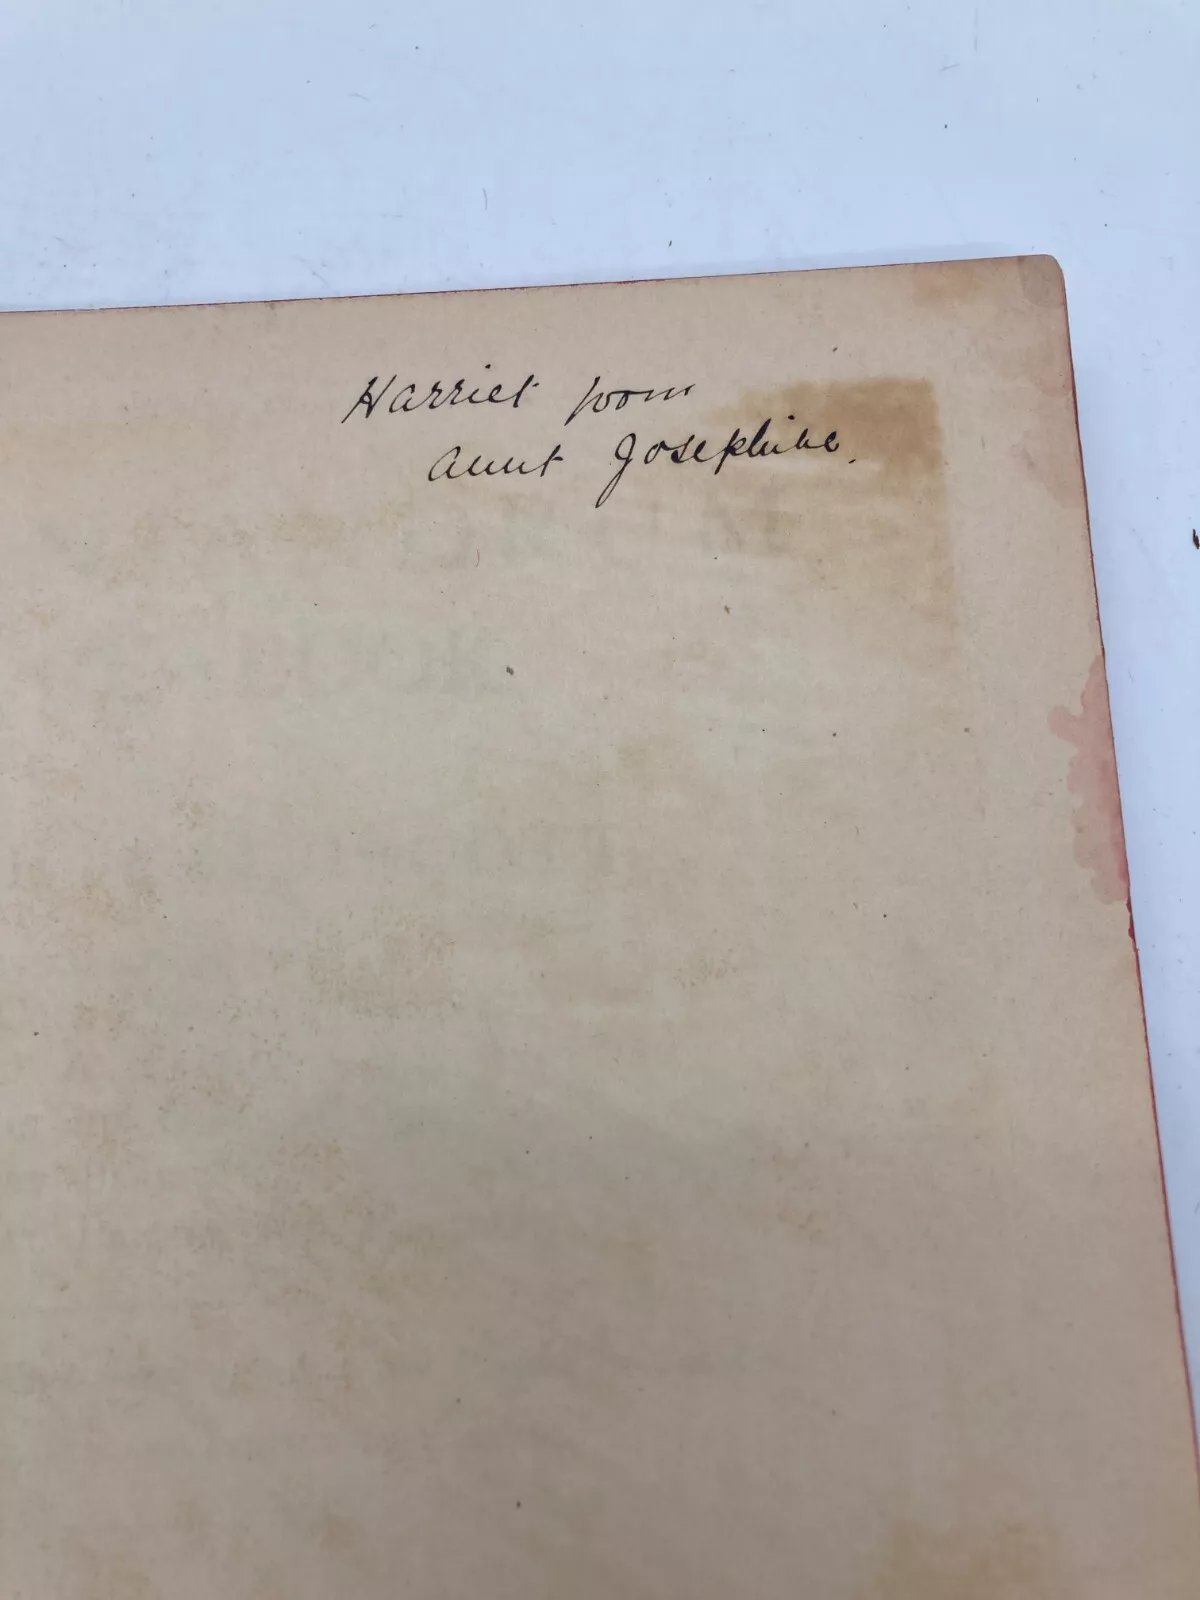 Harriet from
Aunt Josephine.